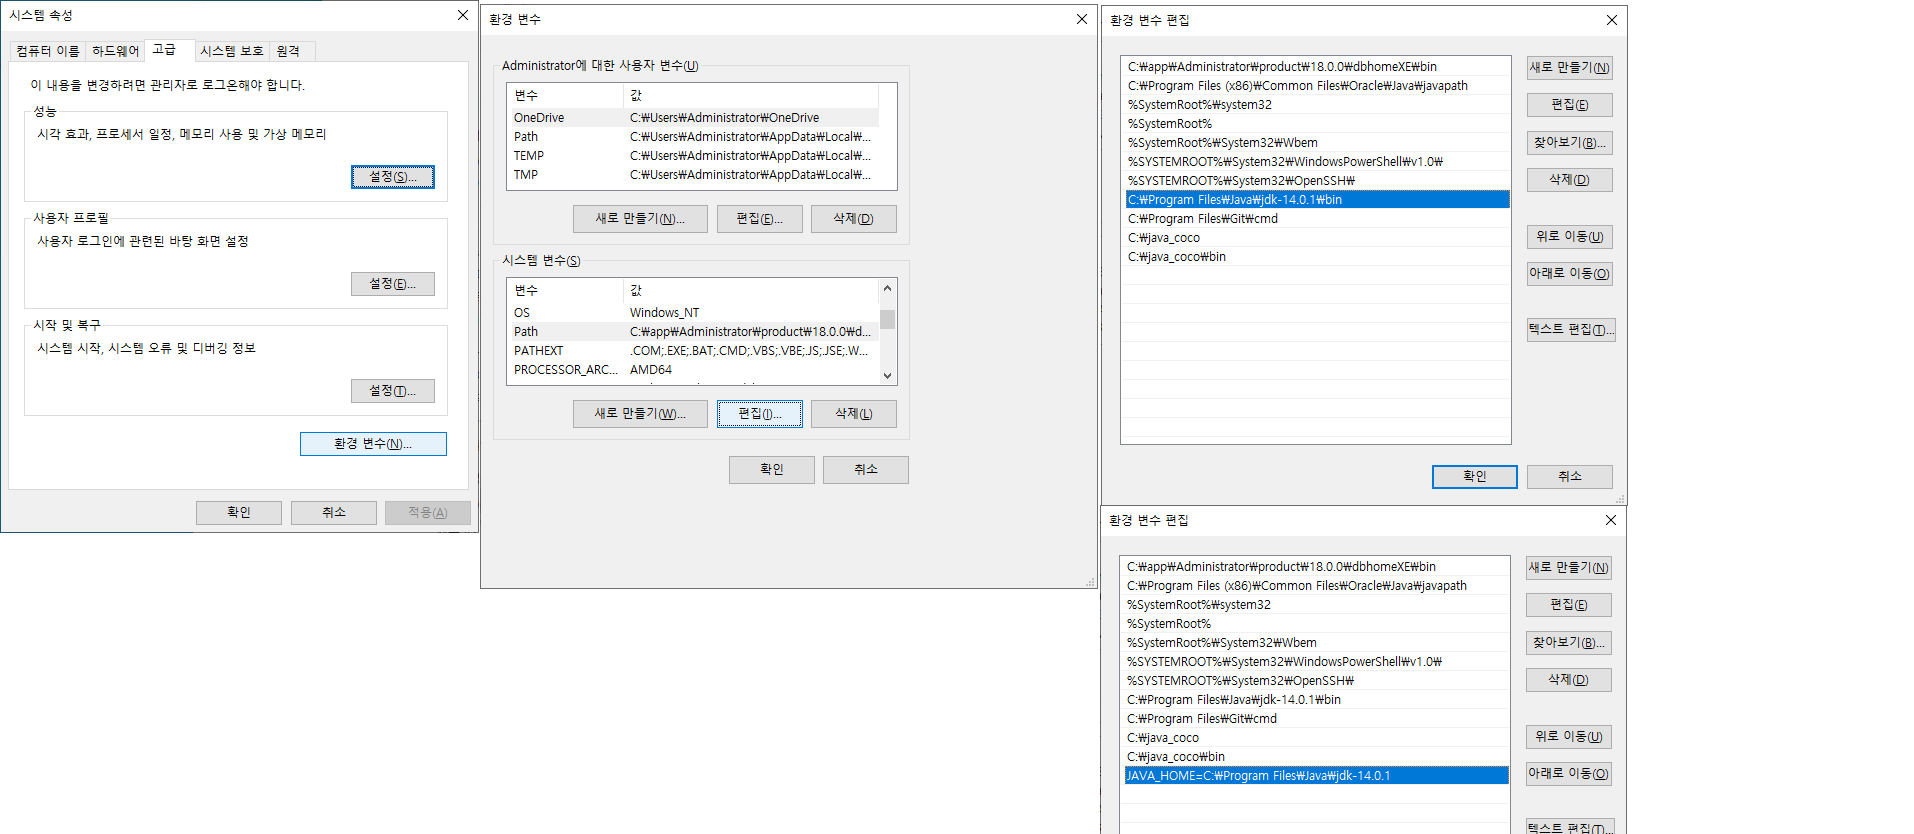 시스템 속성
컴퓨터 이름 하드웨어 고급 시스템 보호 원격
이 내용을 변경하려면 관리자로 로그온해야 합니다.
성능
시각 효과, 프로세서 일정, 메모리 사용 및 가상 메모리
설정(S)...
사용자 프로필
사용자 로그인에 관련된 바탕 화면 설정
설정(E)...
시작 및 복구
시스템 시작, 시스템 오류 및 디버깅 정보
설정(T)...
환경 변수(N)...
확인 취소 적용(A)
환경 변수
Administrator에 대한 사용자 변수(U)
변수 값
OneDrive C:₩Users₩Administrator₩OneDrive
Path C:₩Users₩Administrator₩AppData₩Local₩...
TEMP C:₩Users₩Administrator₩AppData₩Local₩...
TMP C:₩Users₩Administrator₩AppData₩Local₩...
새로 만들기(N)... 편집(E)... 삭제(D)
시스템 변수(S)
변수 값
OS Windows_NT
Path C:₩app₩Administrator₩product₩18.0.0₩d...
PATHEXT .COM;.EXE;.BAT;.CMD;.VBS;.VBE;.JS;.JSE;.W...
PROCESSOR_ARC... AMD64
새로 만들기(W)... 편집(I)... 삭제(L)
확인 취소
환경 변수 편집
C:₩app₩Administrator₩product₩18.0.0₩dbhomeXE₩bin
C:₩Program Files (x86)₩Common Files₩Oracle₩Java₩javapath
%SystemRoot%₩system32
%SystemRoot%
%SystemRoot%₩System32₩Wbem
%SYSTEMROOT%₩System32₩WindowsPowerShell₩v1.0₩
%SYSTEMROOT%₩System32₩OpenSSH₩
C:₩Program Files₩Java₩jdk-14.0.1₩bin
C:₩Program Files₩Git₩cmd
C:₩java_coco
C:₩java_coco₩bin
새로 만들기(N)
편집(E)
찾아보기(B)...
삭제(D)
위로 이동(U)
아래로 이동(O)
텍스트 편집(T)...
확인 취소
환경 변수 편집
C:₩app₩Administrator₩product₩18.0.0₩dbhomeXE₩bin
C:₩Program Files (x86)₩Common Files₩Oracle₩Java₩javapath
%SystemRoot%₩system32
%SystemRoot%
%SystemRoot%₩System32₩Wbem
%SYSTEMROOT%₩System32₩WindowsPowerShell₩v1.0₩
%SYSTEMROOT%₩System32₩OpenSSH₩
C:₩Program Files₩Java₩jdk-14.0.1₩bin
C:₩Program Files₩Git₩cmd
C:₩java_coco
C:₩java_coco₩bin
JAVA_HOME=C:₩Program Files₩Java₩jdk-14.0.1
새로 만들기(N)
편집(E)
찾아보기(B)...
삭제(D)
위로 이동(U)
아래로 이동(O)
텍스트 편집(T)...